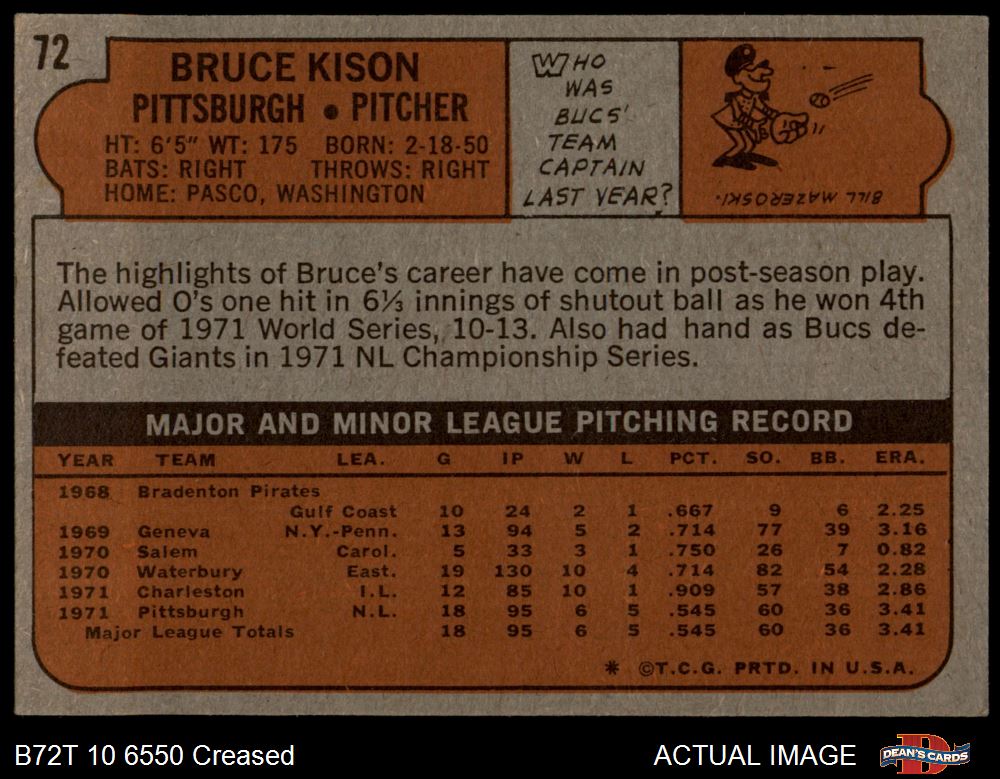 72
BRUCE KISON
PITTSBURGH • PITCHER
HT: 6'5" WT: 175 BORN: 2-18-50
BATS: RIGHT THROWS: RIGHT
HOME: PASCO, WASHINGTON
WHO
WAS
BUCS'
TEAM
CAPTAIN
LAST YEAR?
BILL MAZEROSKI.
The highlights of Bruce's career have come in post-season play.
Allowed O's one hit in 6⅓ innings of shutout ball as he won 4th
game of 1971 World Series, 10-13. Also had hand as Bucs de-
feated Giants in 1971 NL Championship Series.
MAJOR AND MINOR LEAGUE PITCHING RECORD
YEAR TEAM LEA. G IP W L PCT. SO. BB. ERA.
1968 Bradenton Pirates
Gulf Coast 10 24 2 1 .667 9 6 2.25
1969 Geneva N.Y.-Penn. 13 94 5 2 .714 77 39 3.16
1970 Salem Carol. 5 33 3 1 .750 26 7 0.82
1970 Waterbury East. 19 130 10 4 .714 82 54 2.28
1971 Charleston I.L. 12 85 10 1 .909 57 38 2.86
1971 Pittsburgh N.L. 18 95 6 5 .545 60 36 3.41
Major League Totals 18 95 6 5 .545 60 36 3.41
* ©T.C.G. PRTD. IN U.S.A.
B72T 10 6550 Creased
ACTUAL IMAGE
DEAN'S CARDS